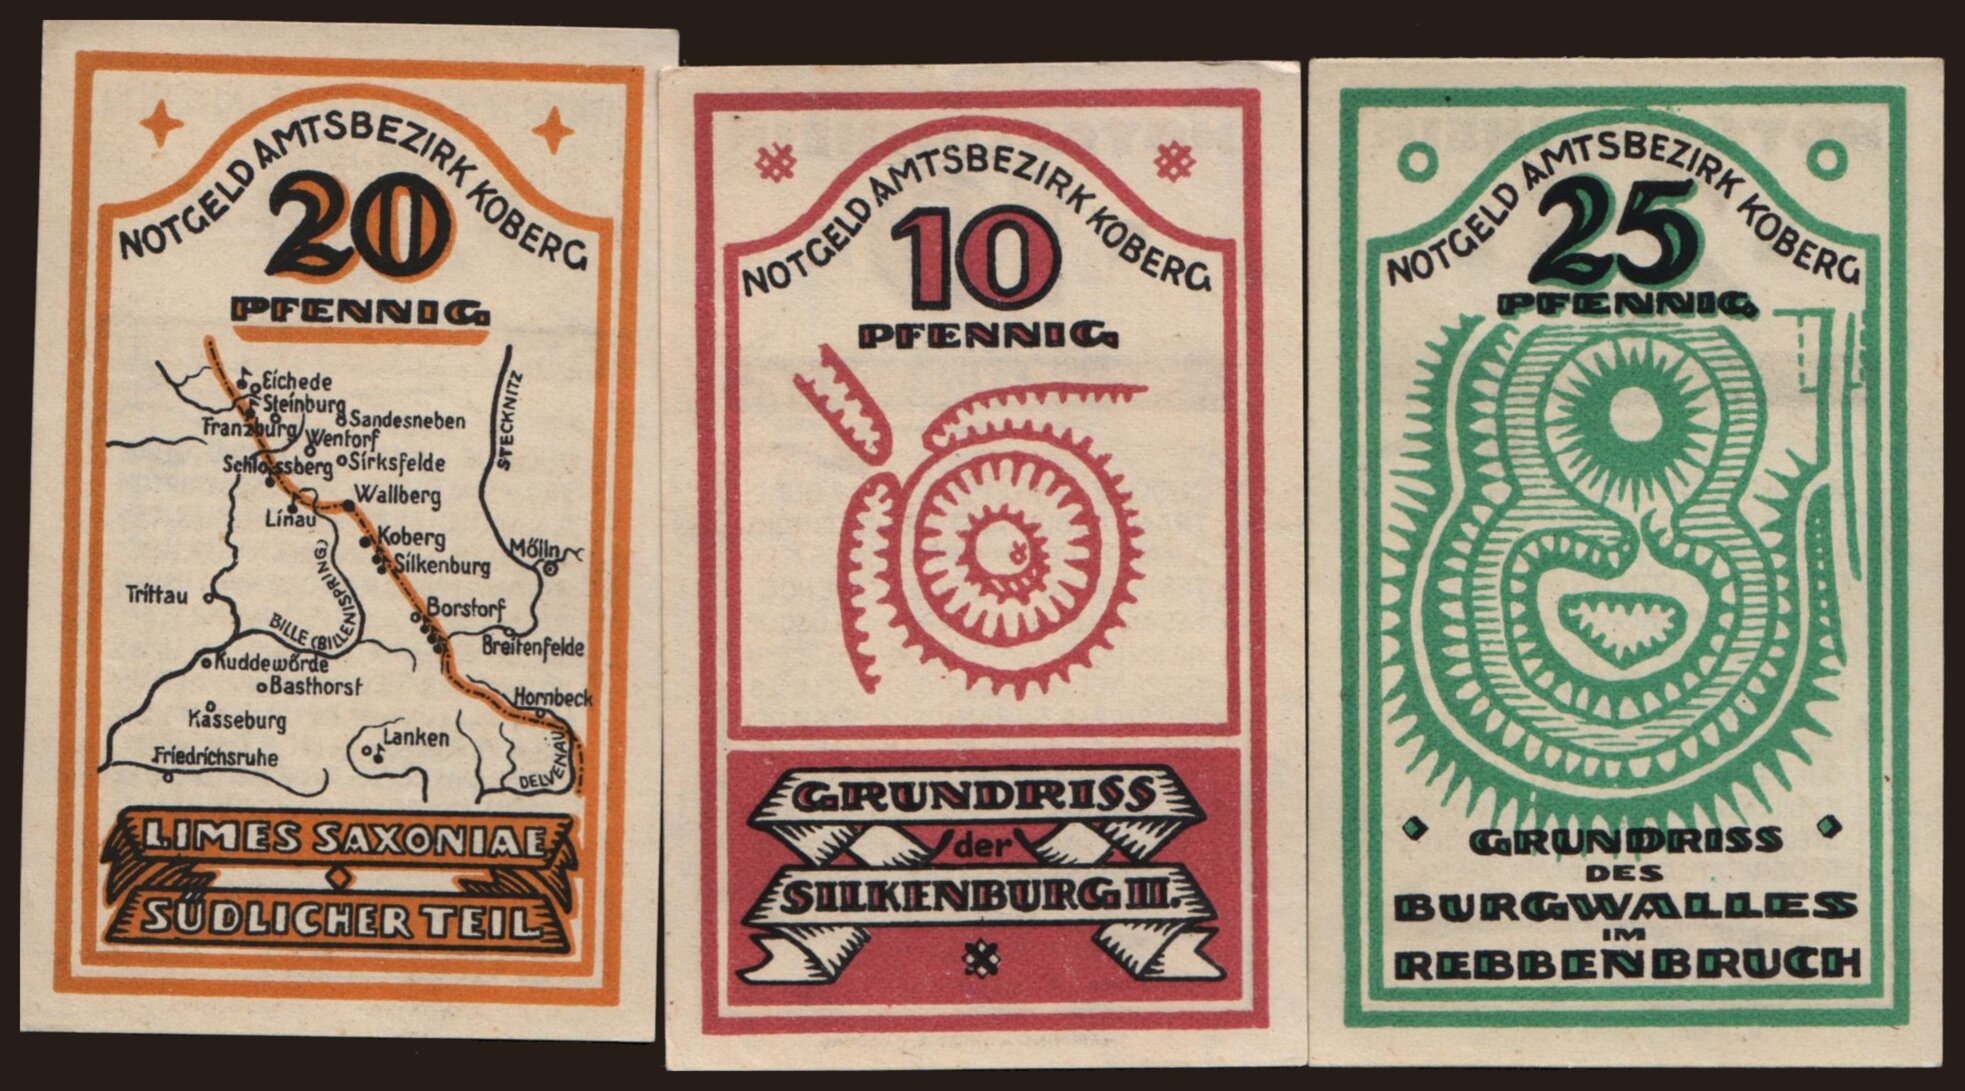 NOTGELD AMTSBEZIRK KOBERG
20
PFENNIG
Eichede
Steinburg
Franzburg
Sandesneben
Wentorf
Schlossberg
Sirksfelde
STECKNITZ
Wallberg
Linau
Koberg
Silkenburg
Mölln
Trittau
Borstorf
BILLE (BILLENISPRING)
Breitenfelde
Kuddewörde
Basthorst
Hornbeck
Kasseburg
Lanken
Friedrichsruhe
DELVENAU
LIMES SAXONIAE
SÜDLICHER TEIL
NOTGELD AMTSBEZIRK KOBERG
10
PFENNIG
GRUNDRISS
der
SILKENBURG III.
NOTGELD AMTSBEZIRK KOBERG
25
PFENNIG
GRUNDRISS
DES
BURGWALLES
IM
REBBENBRUCH